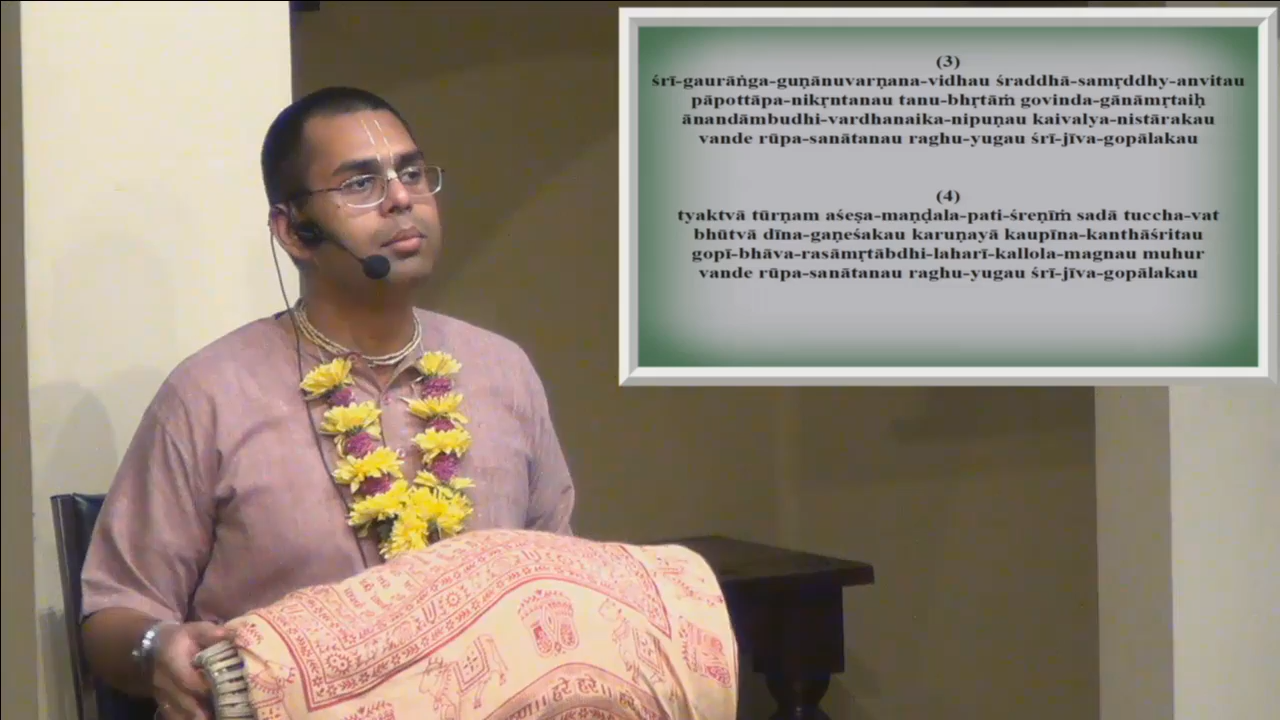 (3)
śrī-gaurāṅga-guṇānuvarṇana-vidhau śraddhā-samṛddhy-anvitau
pāpottāpa-nikṛntanau tanu-bhṛtāṁ govinda-gānāmṛtaiḥ
ānandāmbudhi-vardhanaika-nipuṇau kaivalya-nistārakau
vande rūpa-sanātanau raghu-yugau śrī-jīva-gopālakau
(4)
tyaktvā tūrṇam aśeṣa-maṇḍala-pati-śreṇīṁ sadā tuccha-vat
bhūtvā dīna-gaṇeśakau karuṇayā kaupīna-kanthāśritau
gopī-bhāva-rasāmṛtābdhi-laharī-kallola-magnau muhur
vande rūpa-sanātanau raghu-yugau śrī-jīva-gopālakau
।। हरे हरे ।।